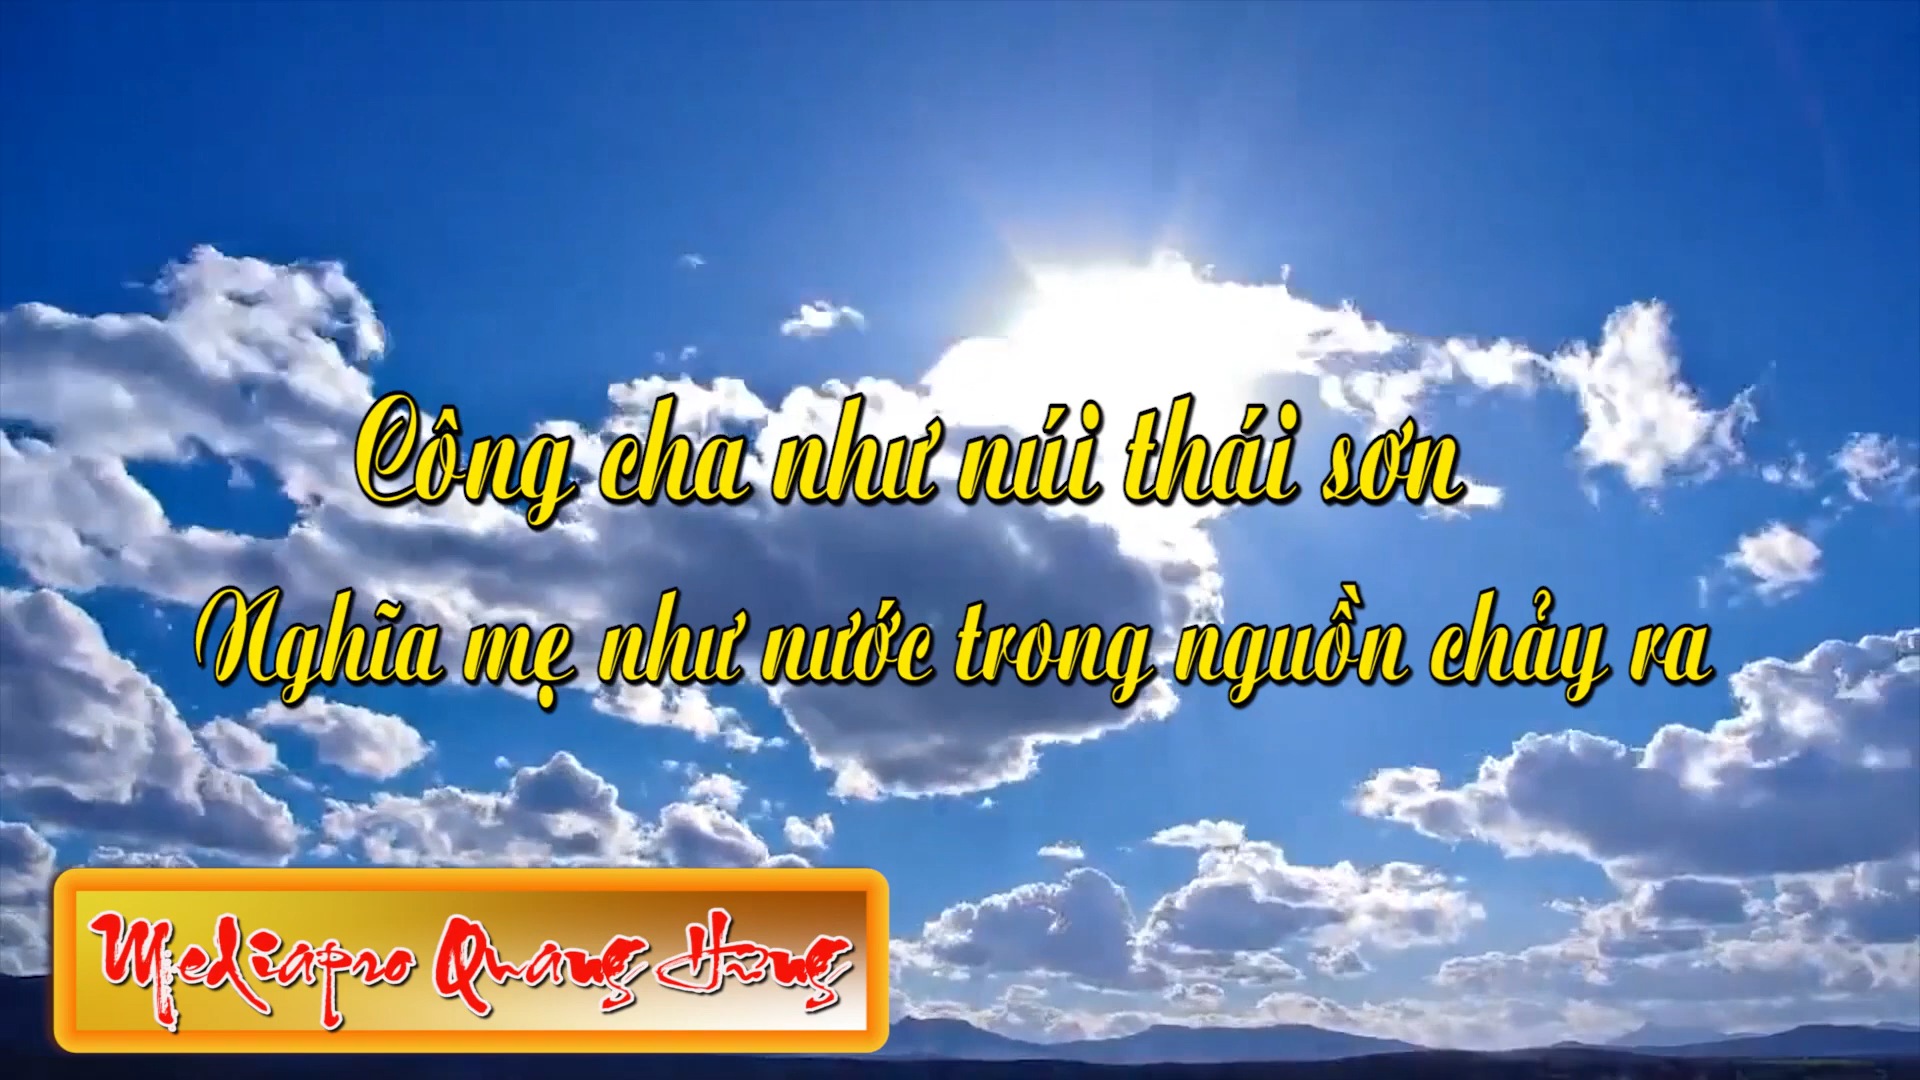 Công cha như núi thái sơn
Nghĩa mẹ như nước trong nguồn chảy ra
Mediapro Quang Hưng